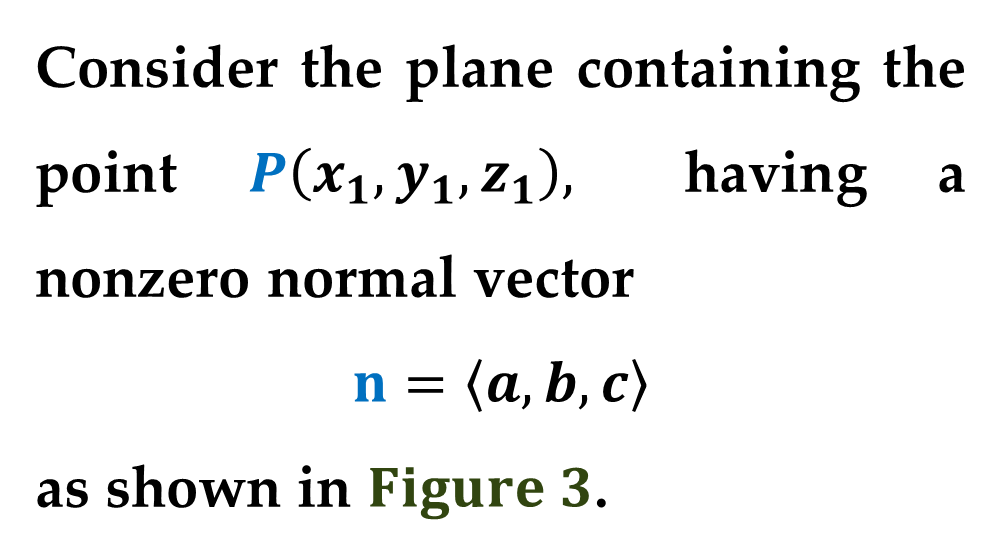 Consider the plane containing the
point P(x₁, y₁, z₁), having a
nonzero normal vector
n = ⟨a, b, c⟩
as shown in Figure 3.